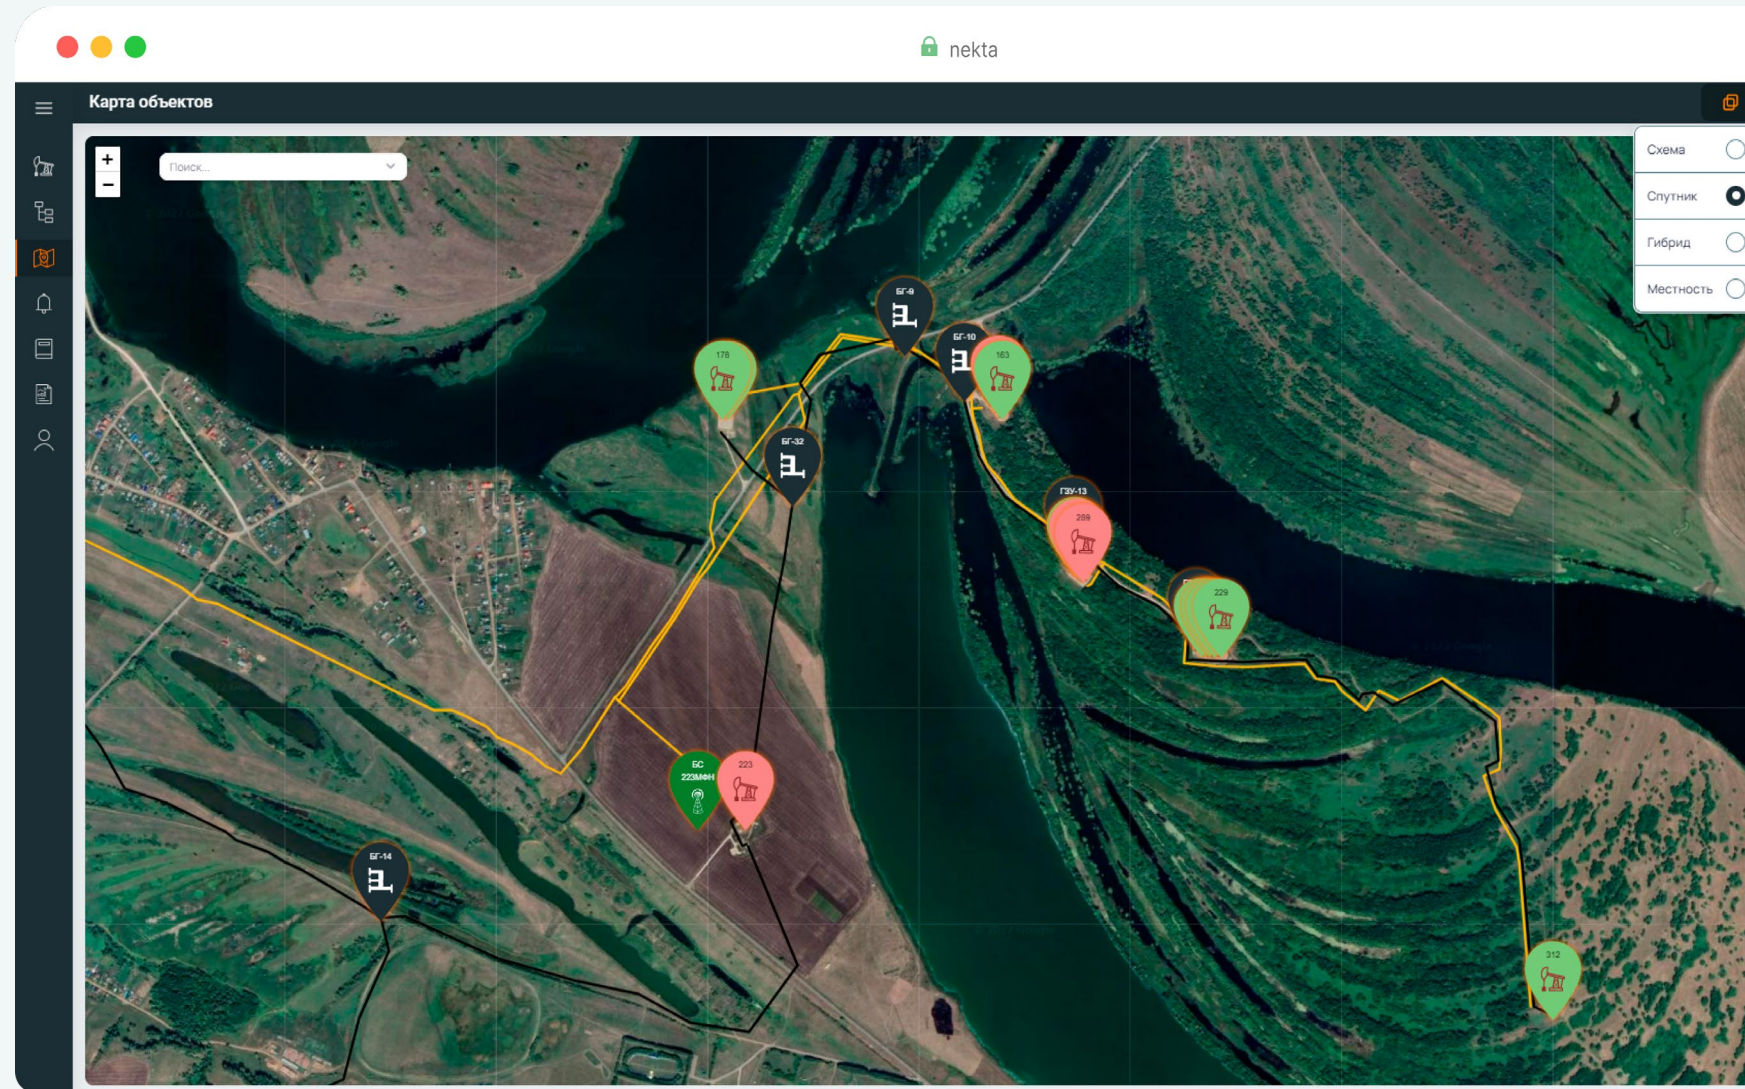 nekta
Карта объектов
Поиск...
Схема
Спутник
Гибрид
Местность
БГ-9
БГ-10
163
178
БГ-32
ГЗУ-13
289
229
БС
223МФН
223
БГ-14
312